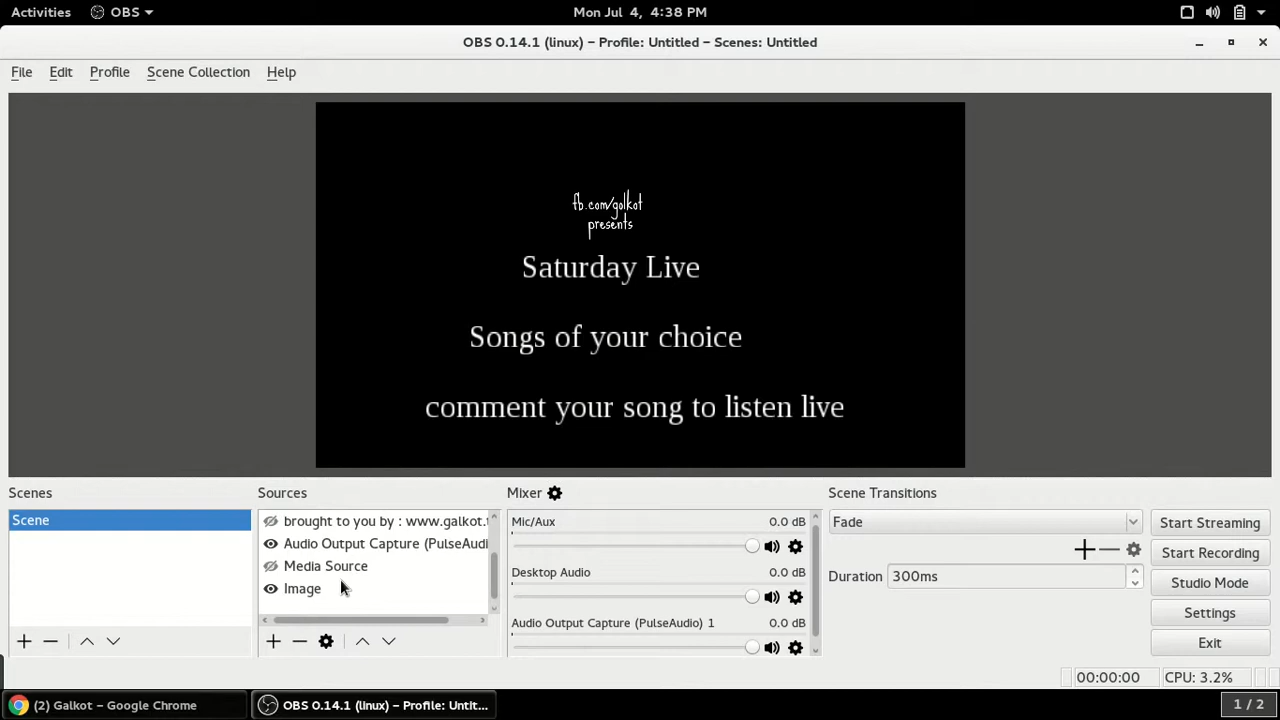 Activities OBS Mon Jul 4, 4:38 PM
OBS 0.14.1 (linux) – Profile: Untitled – Scenes: Untitled
File Edit Profile Scene Collection Help
fb.com/galkot
presents
Saturday Live
Songs of your choice
comment your song to listen live
Scenes
Scene
Sources
brought to you by : www.galkot.
Audio Output Capture (PulseAudi
Media Source
Image
Mixer
Mic/Aux 0.0 dB
Desktop Audio 0.0 dB
Audio Output Capture (PulseAudio) 1 0.0 dB
Scene Transitions
Fade
Duration 300ms
Start Streaming
Start Recording
Studio Mode
Settings
Exit
00:00:00 CPU: 3.2%
(2) Galkot – Google Chrome
OBS 0.14.1 (linux) – Profile: Untit...
1 / 2